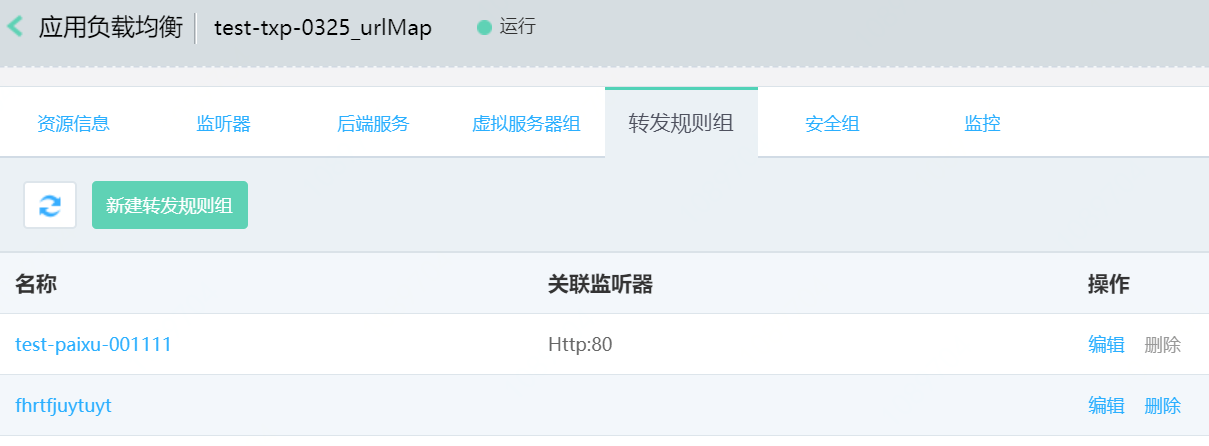 应用负载均衡 test-txp-0325_urlMap 运行
资源信息 监听器 后端服务 虚拟服务器组 转发规则组 安全组 监控
新建转发规则组
名称 关联监听器 操作
test-paixu-001111 Http:80 编辑 删除
fhrtfjuytuyt 编辑 删除